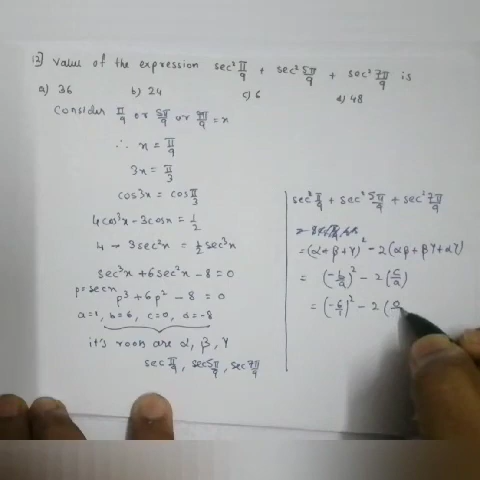 12) Value of the expression sec² π/9 + sec² 5π/9 + sec² 7π/9 is
a) 36 b) 24 c) 6 d) 48
Consider π/9 or 5π/9 or 7π/9 = x
∴ x = π/9
3x = π/3
cos3x = cos π/3
4cos³x - 3cosx = 1/2
4 - 3sec²x = 1/2 sec³x
sec³x + 6sec²x - 8 = 0
p = secx
p³ + 6p² - 8 = 0
a=1, b=6, c=0, d=-8
it's roots are α, β, γ
sec π/9, sec 5π/9, sec 7π/9
sec² π/9 + sec² 5π/9 + sec² 7π/9
= (α+β+γ)² - 2(αβ+βγ+αγ)
= (-b/a)² - 2(c/a)
= (-6/1)² - 2(0/